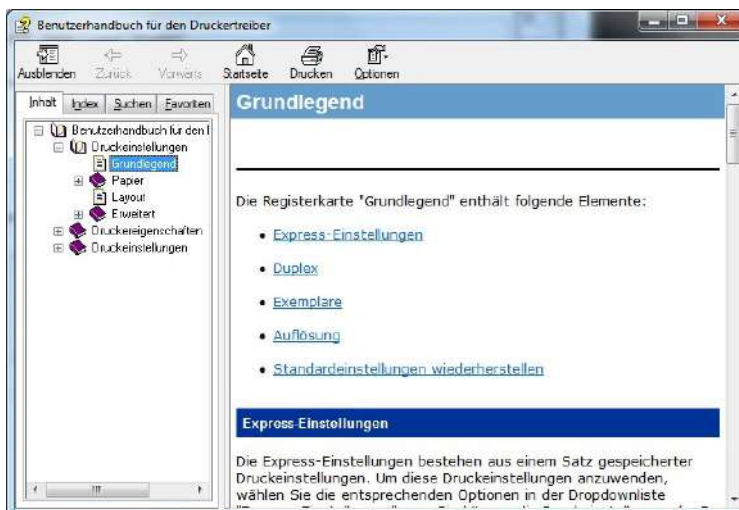 Benutzerhandbuch für den Druckertreiber
Ausblenden Zurück Vorwärts Startseite Drucken Optionen
Inhalt Index Suchen Favoriten
Benutzerhandbuch für den I
Druckeinstellungen
Grundlegend
Papier
Layout
Erweitert
Druckereigenschaften
Druckeinstellungen
Grundlegend
Die Registerkarte "Grundlegend" enthält folgende Elemente:
• Express-Einstellungen
• Duplex
• Exemplare
• Auflösung
• Standardeinstellungen wiederherstellen
Express-Einstellungen
Die Express-Einstellungen bestehen aus einem Satz gespeicherter
Druckeinstellungen. Um diese Druckeinstellungen anzuwenden,
wählen Sie die entsprechenden Optionen in der Dropdownliste